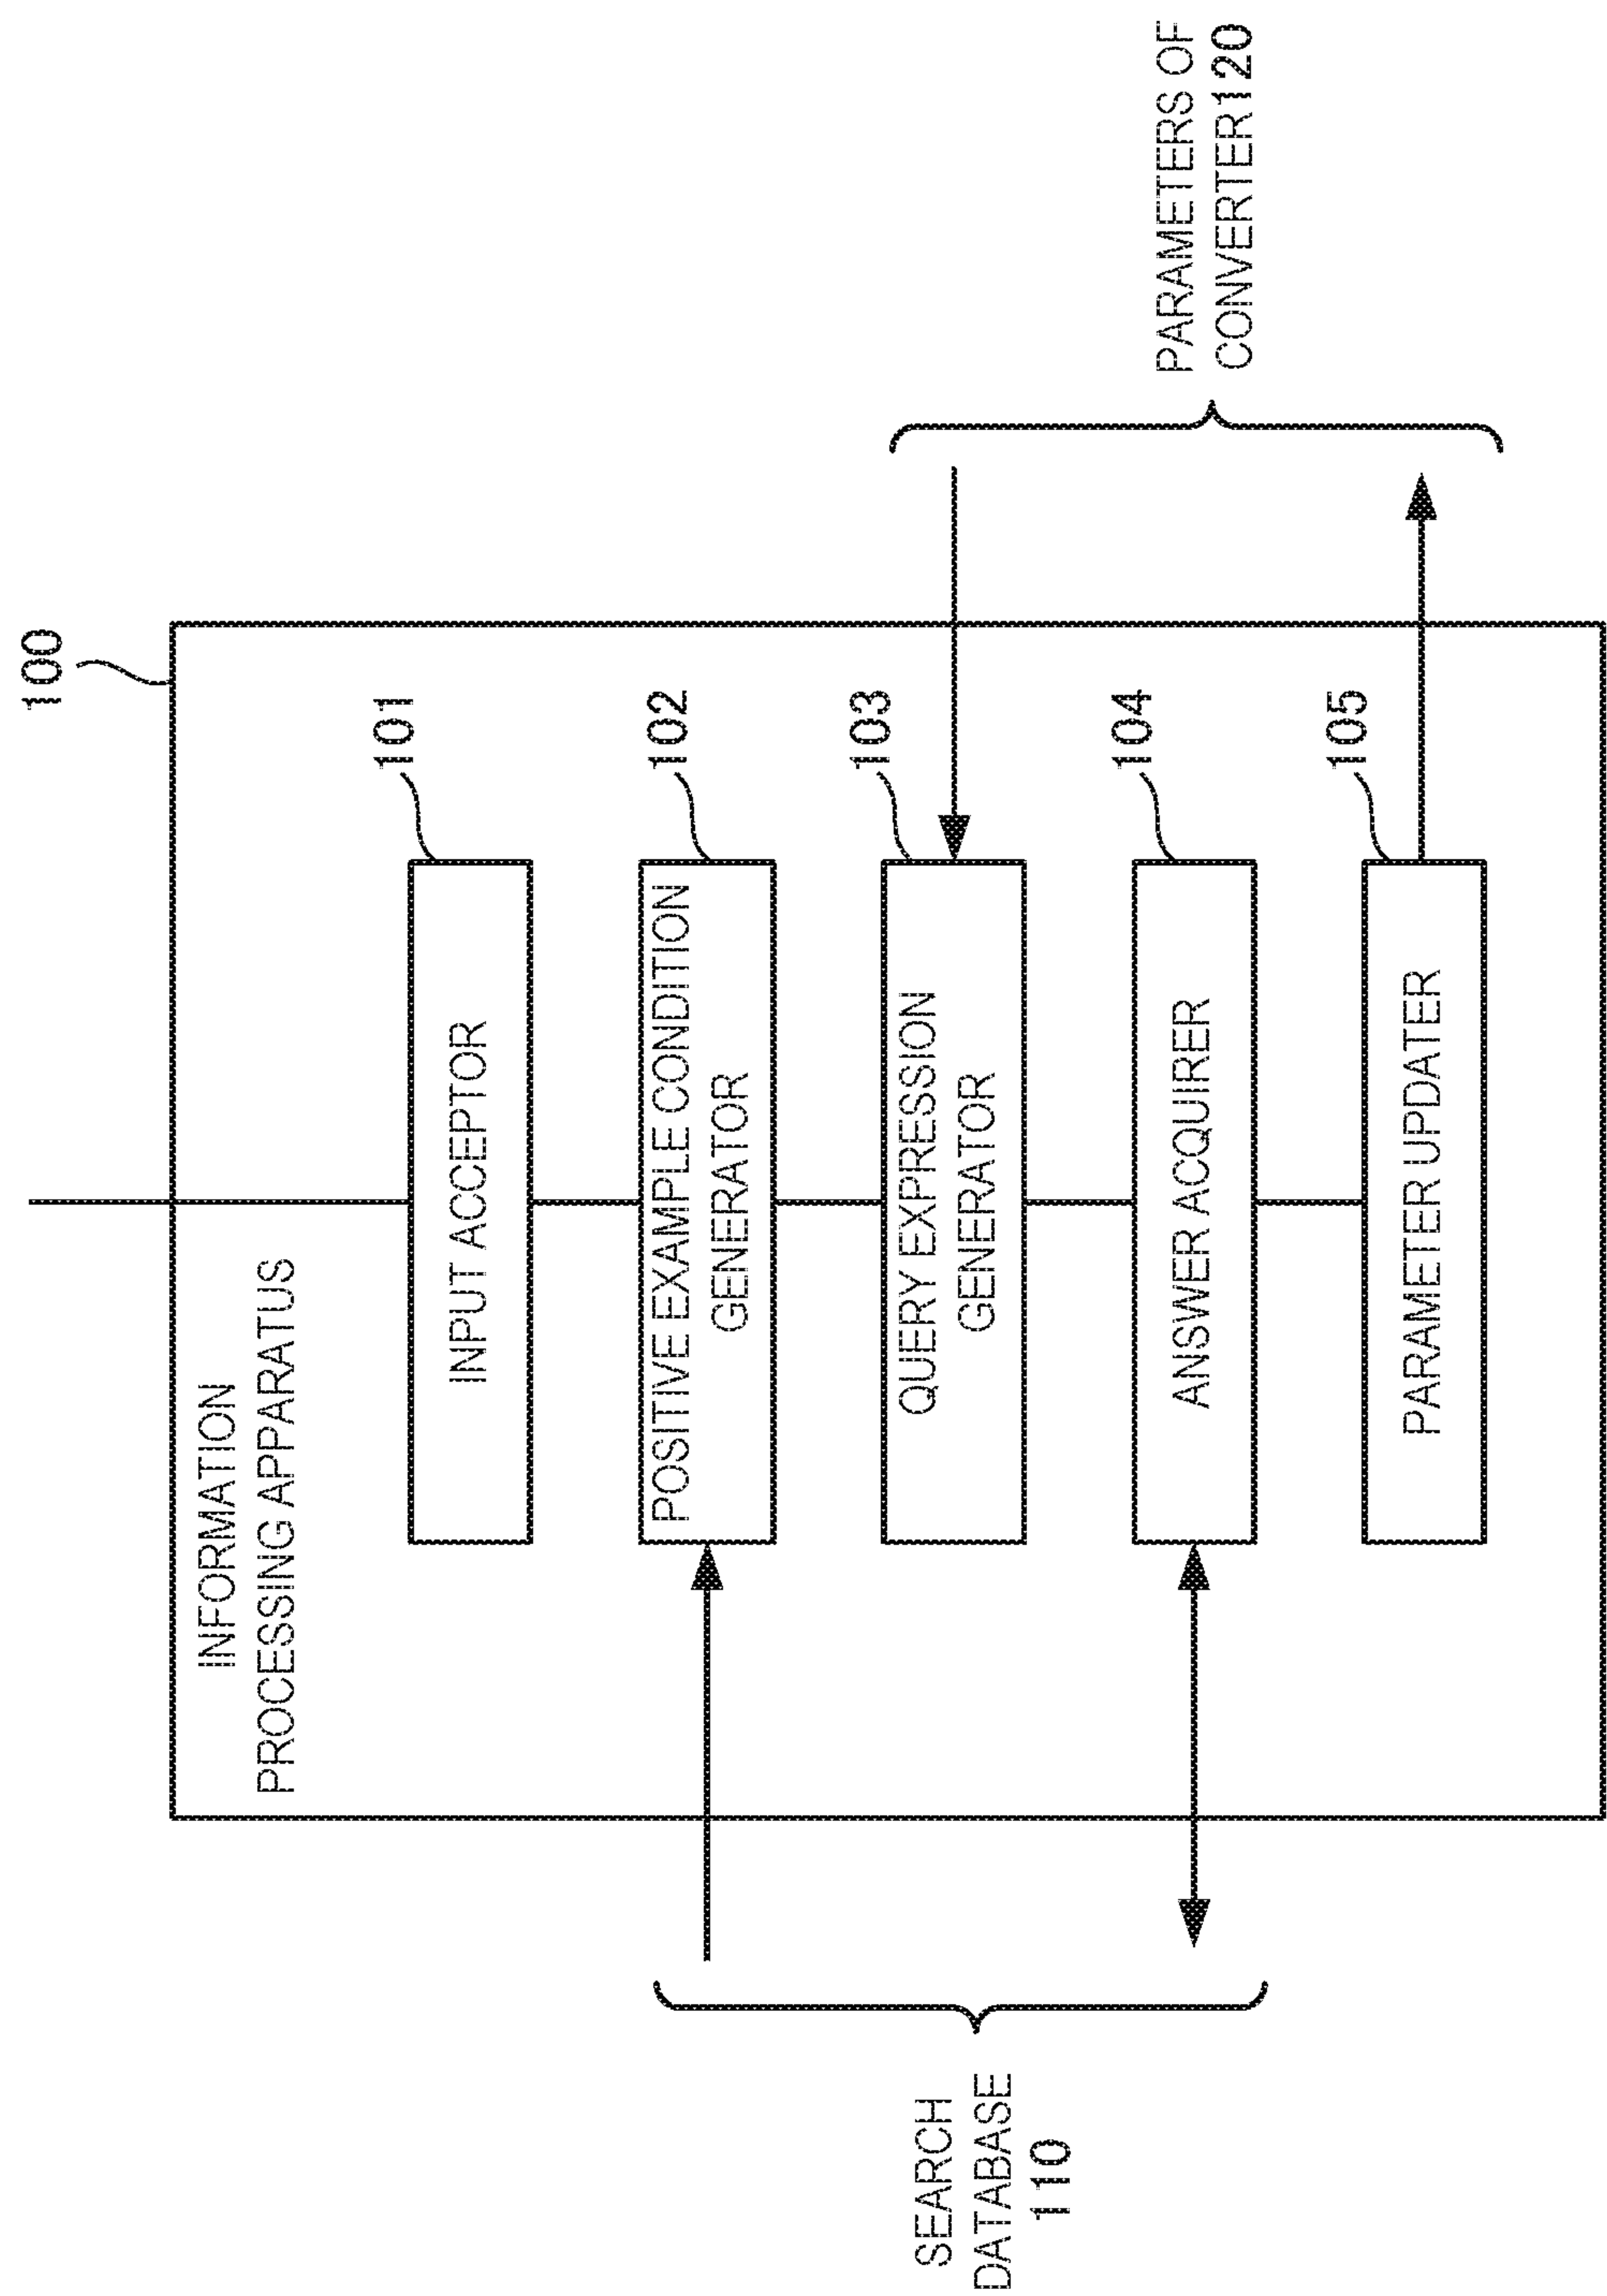 100
INFORMATION
PROCESSING APPARATUS
101
INPUT ACCEPTOR
102
POSITIVE EXAMPLE CONDITION
GENERATOR
103
QUERY EXPRESSION
GENERATOR
104
ANSWER ACQUIRER
105
PARAMETER UPDATER
SEARCH
DATABASE
110
PARAMETERS OF
CONVERTER120